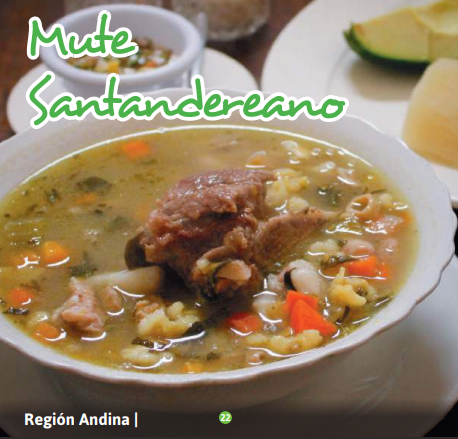 Mute
Santandereano
Región Andina | 22